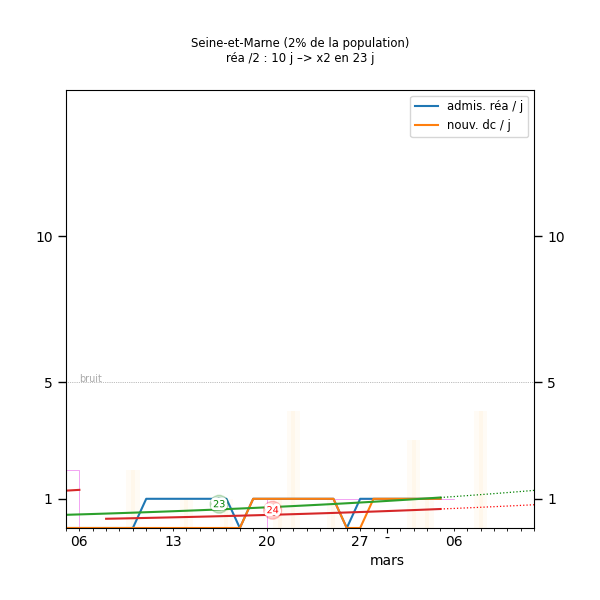 Seine-et-Marne (2% de la population)
réa /2 : 10 j –> x2 en 23 j
admis. réa / j
nouv. dc / j
10 10
bruit
5 5
23
24
1 1
06 13 20 27 - 06
mars